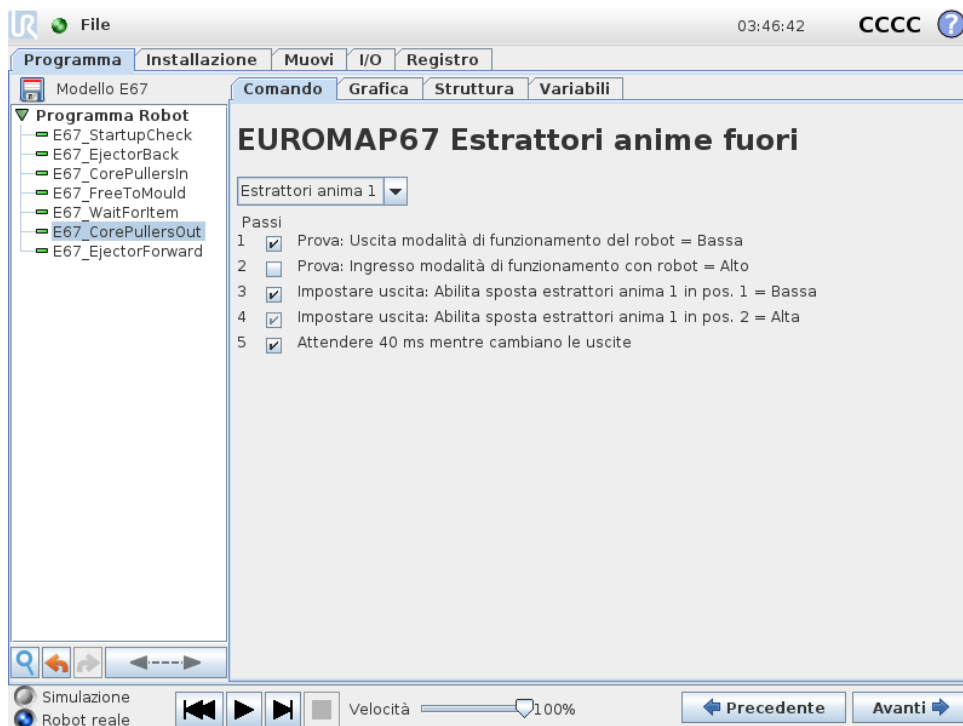 UR File 03:46:42 CCCC ?
Programma Installazione Muovi I/O Registro
Modello E67
Comando Grafica Struttura Variabili
Programma Robot
E67_StartupCheck
E67_EjectorBack
E67_CorePullersIn
E67_FreeToMould
E67_WaitForItem
E67_CorePullersOut
E67_EjectorForward
EUROMAP67 Estrattori anime fuori
Estrattori anima 1
Passi
1 Prova: Uscita modalità di funzionamento del robot = Bassa
2 Prova: Ingresso modalità di funzionamento con robot = Alto
3 Impostare uscita: Abilita sposta estrattori anima 1 in pos. 1 = Bassa
4 Impostare uscita: Abilita sposta estrattori anima 1 in pos. 2 = Alta
5 Attendere 40 ms mentre cambiano le uscite
Simulazione
Robot reale
Velocità 100%
Precedente
Avanti